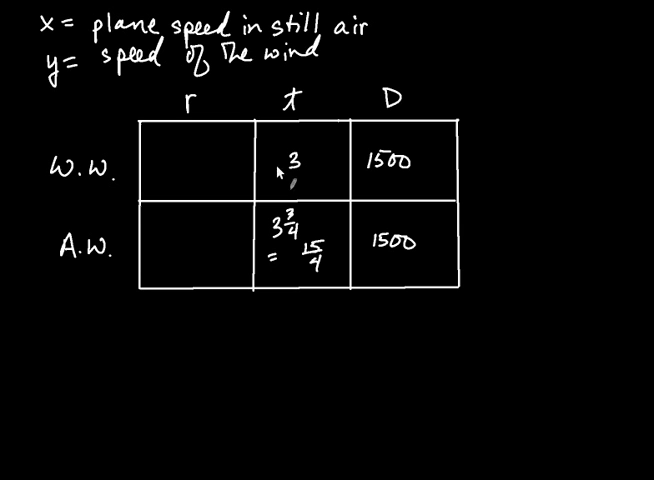 x = plane speed in still air
y = speed of the wind
r t D
W.W. 3 1500
A.W. 3 3/4 1500
= 15/4